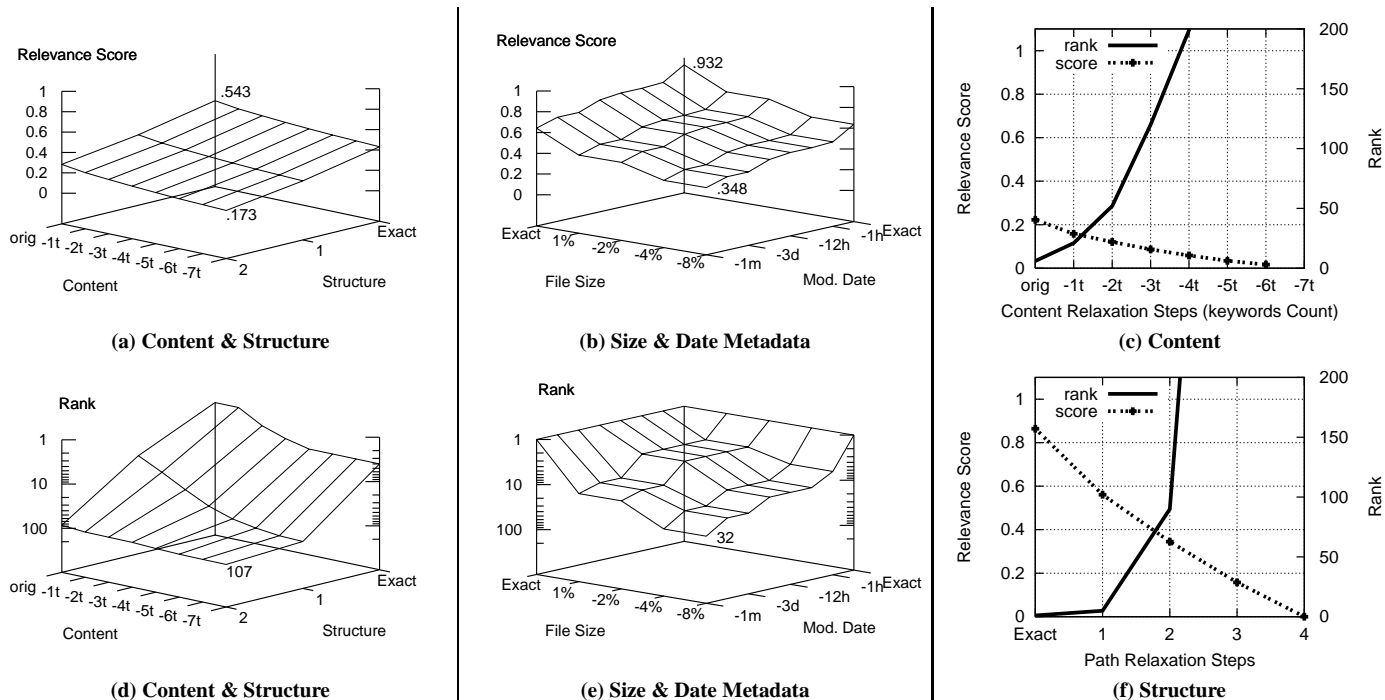 Relevance Score
1
0.8
0.6
0.4
0.2
0
.543
.173
orig
-1t
-2t
-3t
-4t
-5t
-6t
-7t
Content
2
1
Exact
Structure
(a) Content & Structure
Relevance Score
1
0.8
0.6
0.4
0.2
0
.932
.348
Exact
1%
-2%
-4%
-8%
File Size
-1m
-3d
-12h
-1h
Exact
Mod. Date
(b) Size & Date Metadata
rank
score
1
0.8
0.6
0.4
0.2
0
Relevance Score
200
150
100
50
0
Rank
orig -1t -2t -3t -4t -5t -6t -7t
Content Relaxation Steps (keywords Count)
(c) Content
Rank
1
10
100
107
orig
-1t
-2t
-3t
-4t
-5t
-6t
-7t
Content
2
1
Exact
Structure
(d) Content & Structure
Rank
1
10
100
32
Exact
1%
-2%
-4%
-8%
File Size
-1m
-3d
-12h
-1h
Exact
Mod. Date
(e) Size & Date Metadata
rank
score
1
0.8
0.6
0.4
0.2
0
Relevance Score
200
150
100
50
0
Rank
Exact 1 2 3 4
Path Relaxation Steps
(f) Structure